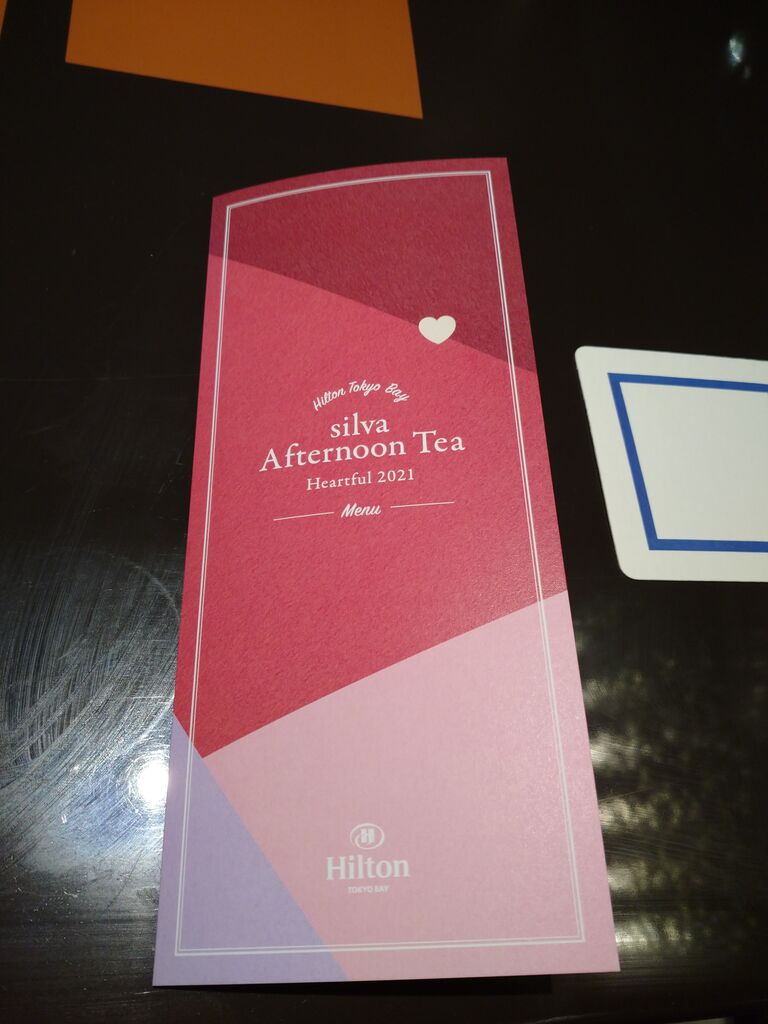 Hilton Tokyo Bay
silva
Afternoon Tea
Heartful 2021
Menu
H
Hilton
TOKYO BAY